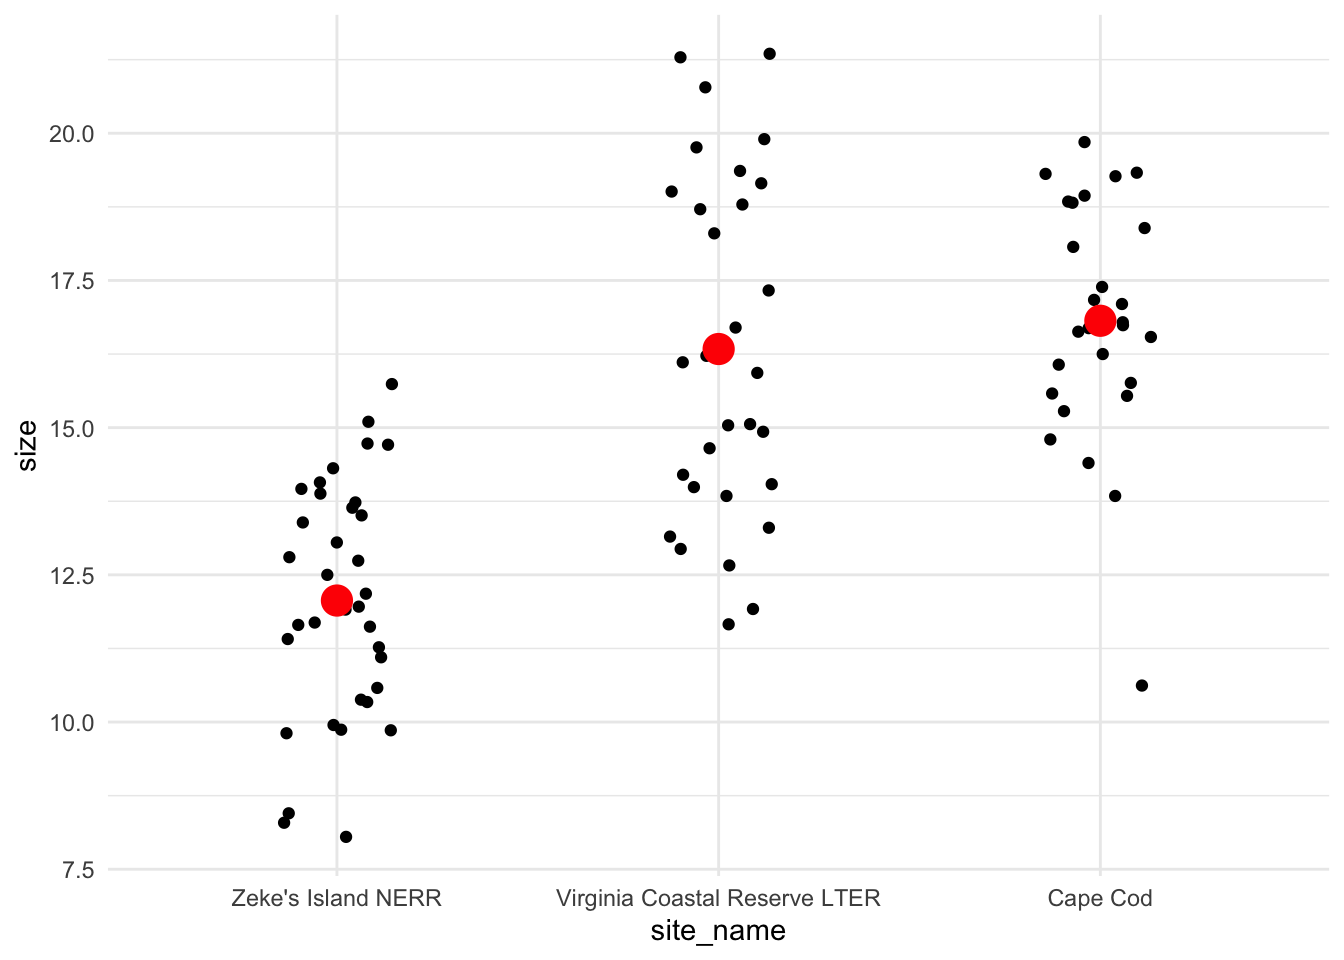 20.0
17.5
15.0
12.5
10.0
7.5
size
Zeke's Island NERR
Virginia Coastal Reserve LTER
Cape Cod
site_name